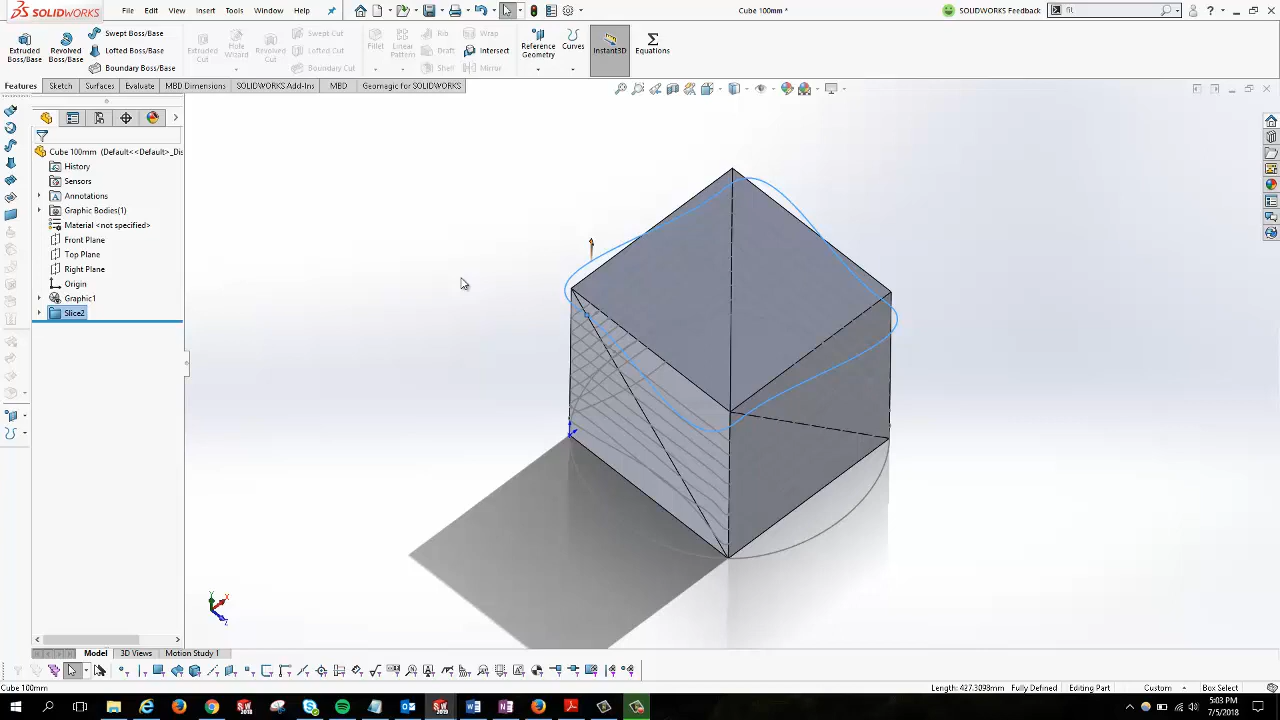 SOLIDWORKS File Edit View Insert Tools Window Help Cube 100mm * SOLIDWORKS Feedback
Extruded Boss/Base Revolved Boss/Base Swept Boss/Base Lofted Boss/Base Boundary Boss/Base Extruded Cut Hole Wizard Revolved Cut Swept Cut Lofted Cut Boundary Cut Fillet Linear Pattern Rib Draft Shell Wrap Intersect Mirror Reference Geometry Curves Instant3D Equations
Features Sketch Surfaces Evaluate MBD Dimensions SOLIDWORKS Add-Ins MBD Geomagic for SOLIDWORKS
Cube 100mm (Default<<Default>_Dis
History
Sensors
Annotations
Graphic Bodies(1)
Material <not specified>
Front Plane
Top Plane
Right Plane
Origin
Graphic1
Slice2
Y X Z
Model 3D Views Motion Study 1
Cube 100mm Length: 427.3098mm Fully Defined Editing Part Custom Box Select
5:03 PM
7/5/2018